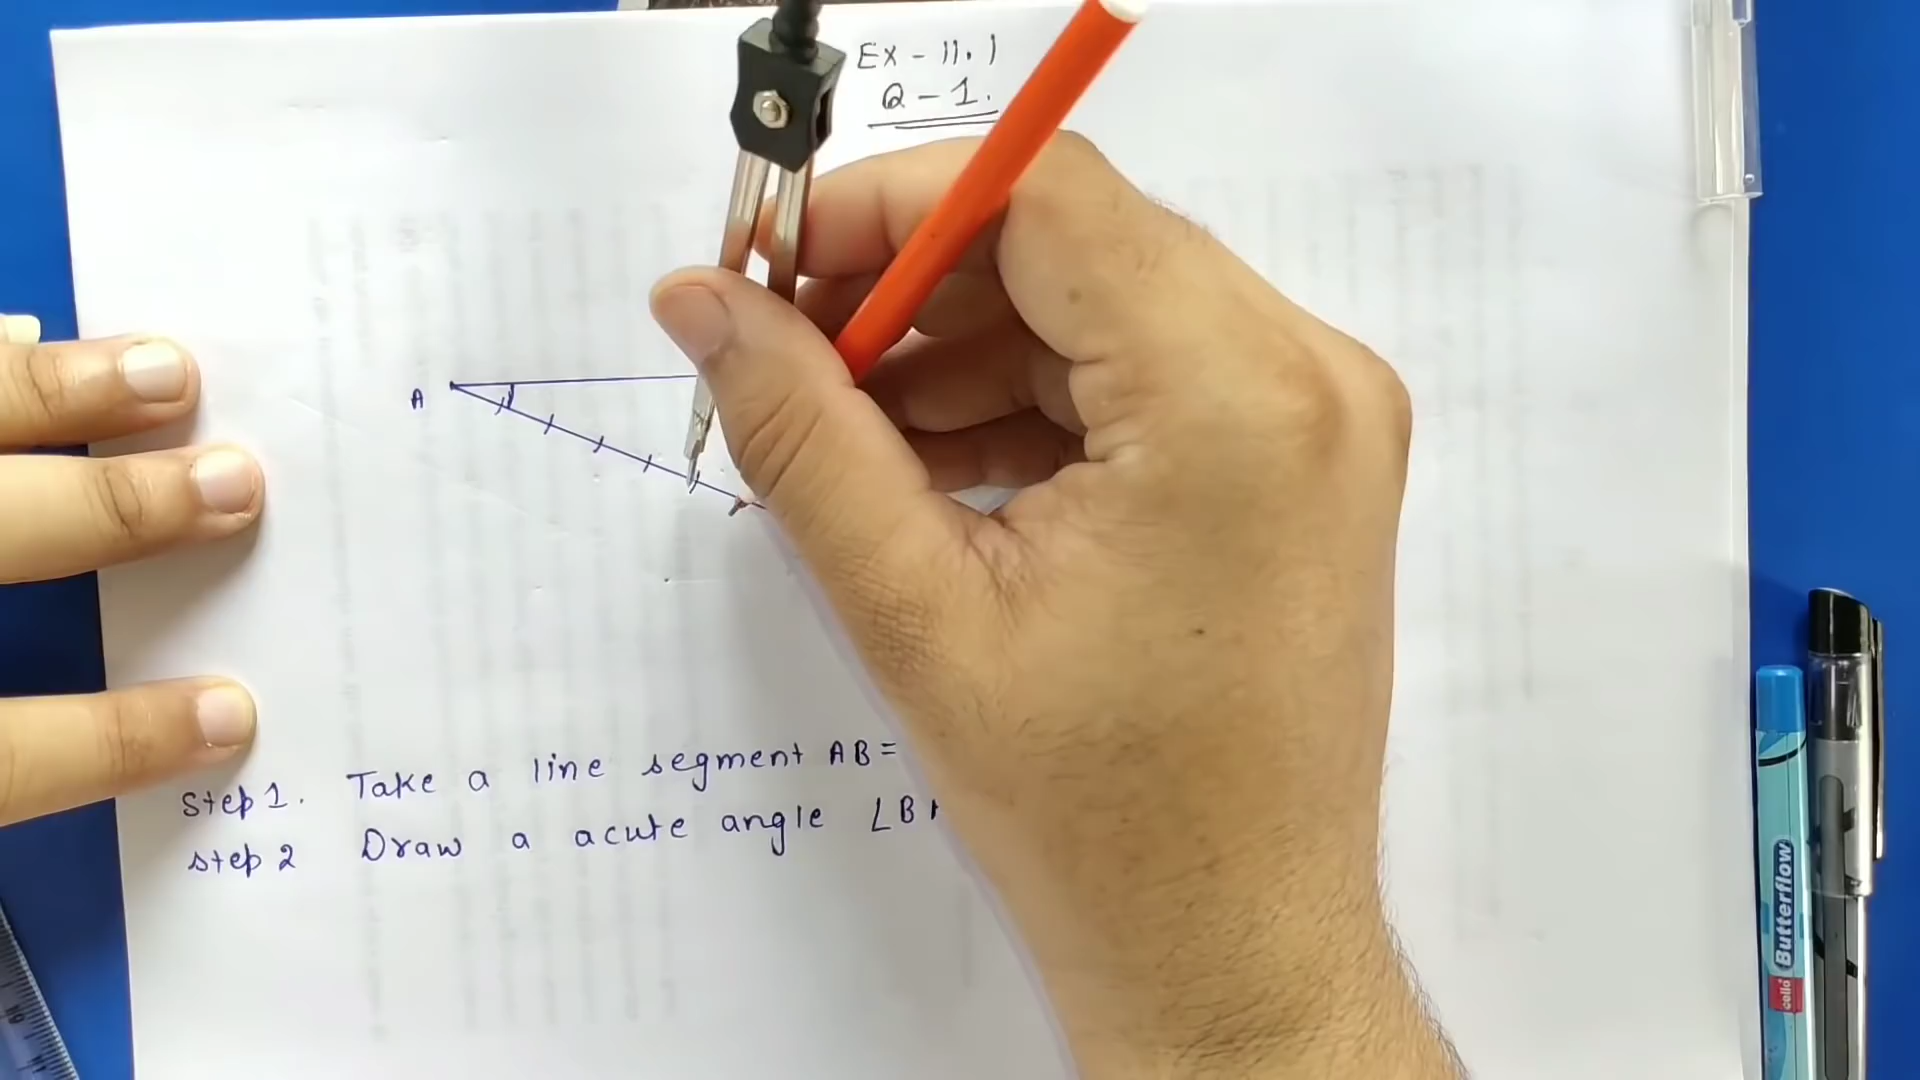 Ex - 11.1
Q - 1.
A
Step 1. Take a line segment AB=
step 2 Draw a acute angle ∠B
Butterflow
cello